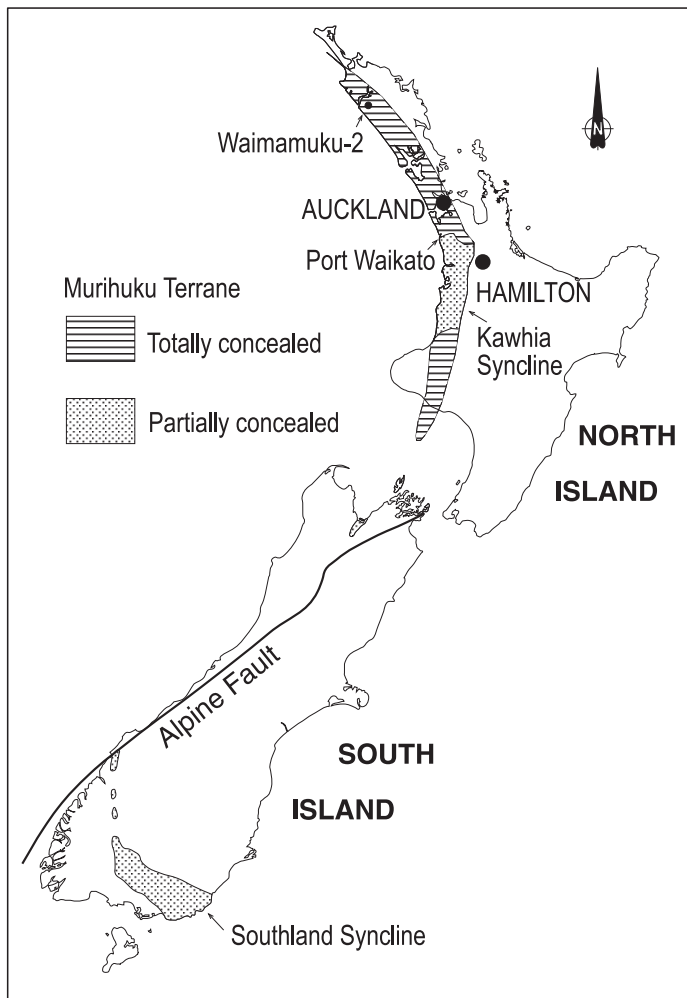 N
Waimamuku-2
AUCKLAND
Port Waikato
HAMILTON
Kawhia
Syncline
Murihuku Terrane
Totally concealed
Partially concealed
NORTH
ISLAND
Alpine Fault
SOUTH
ISLAND
Southland Syncline